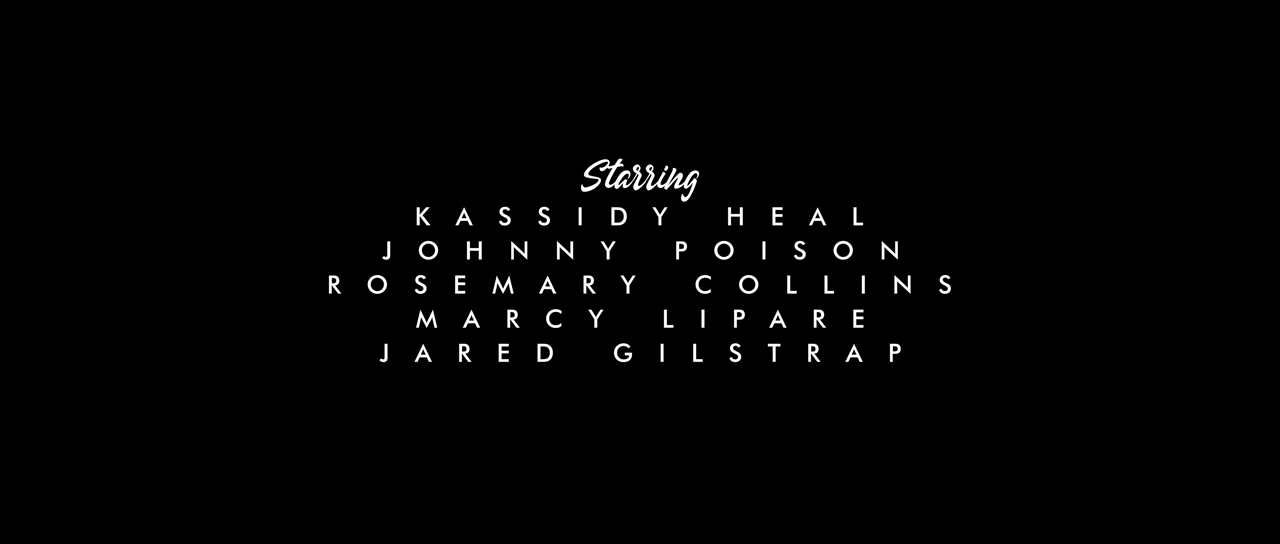 Starring
KASSIDY HEAL
JOHNNY POISON
ROSEMARY COLLINS
MARCY LIPARE
JARED GILSTRAP